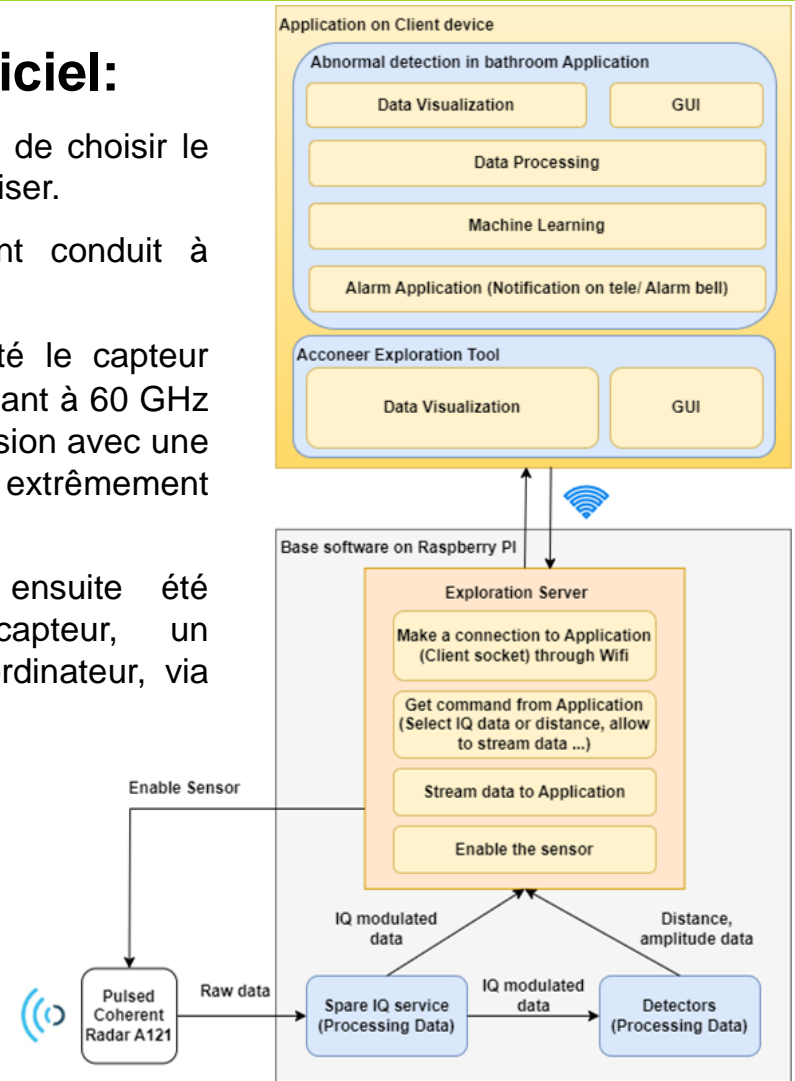 iciel:
de choisir le
iser.
nt conduit à
té le capteur
ant à 60 GHz
sion avec une
extrêmement
ensuite été
capteur, un
rdinateur, via
Application on Client device
Abnormal detection in bathroom Application
Data Visualization
GUI
Data Processing
Machine Learning
Alarm Application (Notification on tele/ Alarm bell)
Acconeer Exploration Tool
Data Visualization
GUI
Base software on Raspberry PI
Exploration Server
Make a connection to Application
(Client socket) through Wifi
Get command from Application
(Select IQ data or distance, allow
to stream data ...)
Stream data to Application
Enable the sensor
Enable Sensor
IQ modulated
data
Distance,
amplitude data
Pulsed
Coherent
Radar A121
Raw data
Spare IQ service
(Processing Data)
IQ modulated
data
Detectors
(Processing Data)